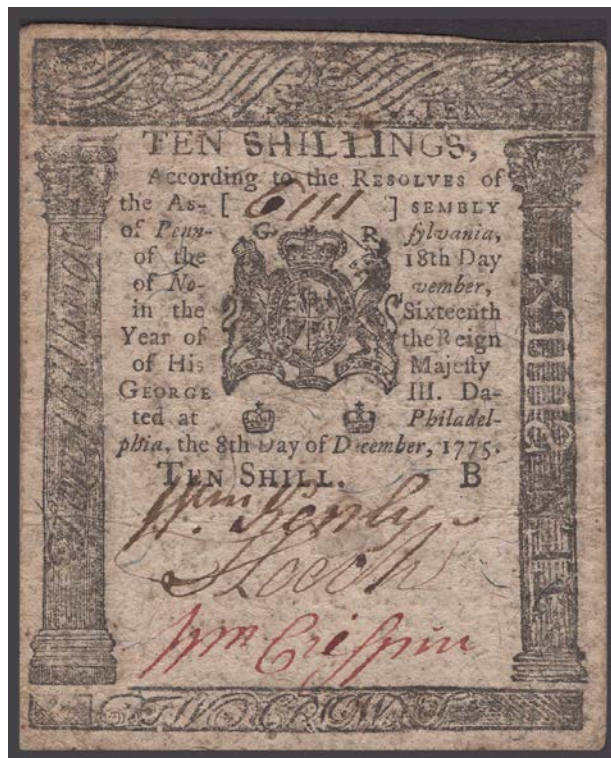 TEN
TEN SHILLINGS,
According to the RESOLVES of
the As- [ 6111 ] SEMBLY
of Penn- G R ſylvania,
of the 18th Day
of No- vember,
in the Sixteenth
Year of the Reign
of His Majeſty
GEORGE III. Da-
ted at Philadel-
phia, the 8th Day of December, 1775.
TEN SHILL. B
Wm. Crispin